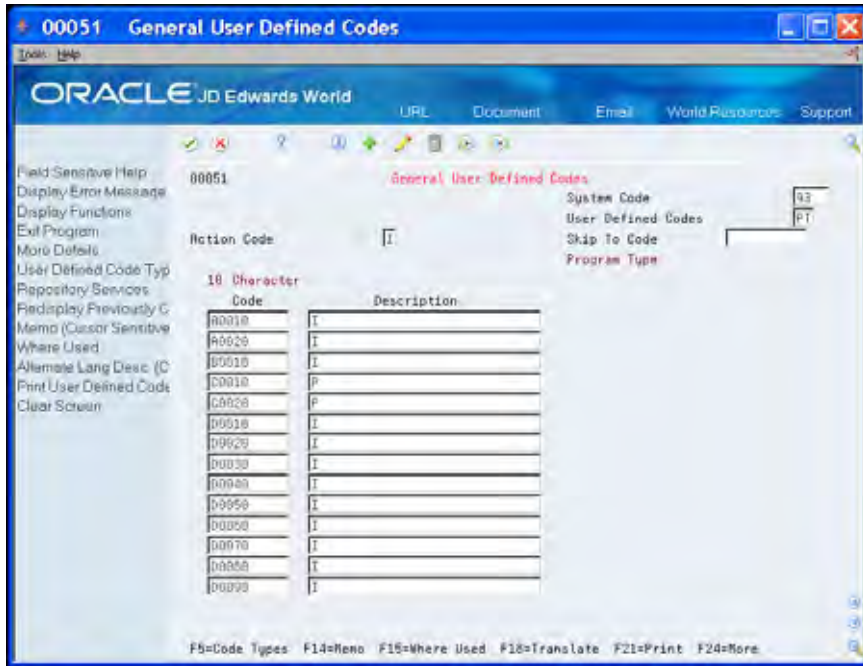 00051 General User Defined Codes
Tools Help
ORACLE JD Edwards World
URL Document Email World Resources Support
Field Sensitive Help
Display Error Message
Display Functions
Exit Program
More Details
User Defined Code Typ
Repository Services
Redisplay Previously C
Memo (Cursor Sensitive
Where Used
Alternate Lang Desc (C
Print User Defined Code
Clear Screen
00051 General User Defined Codes
System Code 93
User Defined Codes PT
Action Code I Skip To Code
Program Type
10 Character
Code Description
A0010 I
A0020 I
B0010 I
C0010 P
C0020 P
D0010 I
D0020 I
D0030 I
D0040 I
D0050 I
D0060 I
D0070 I
D0080 I
D0090 I
F5=Code Types F14=Memo F15=Where Used F18=Translate F21=Print F24=More